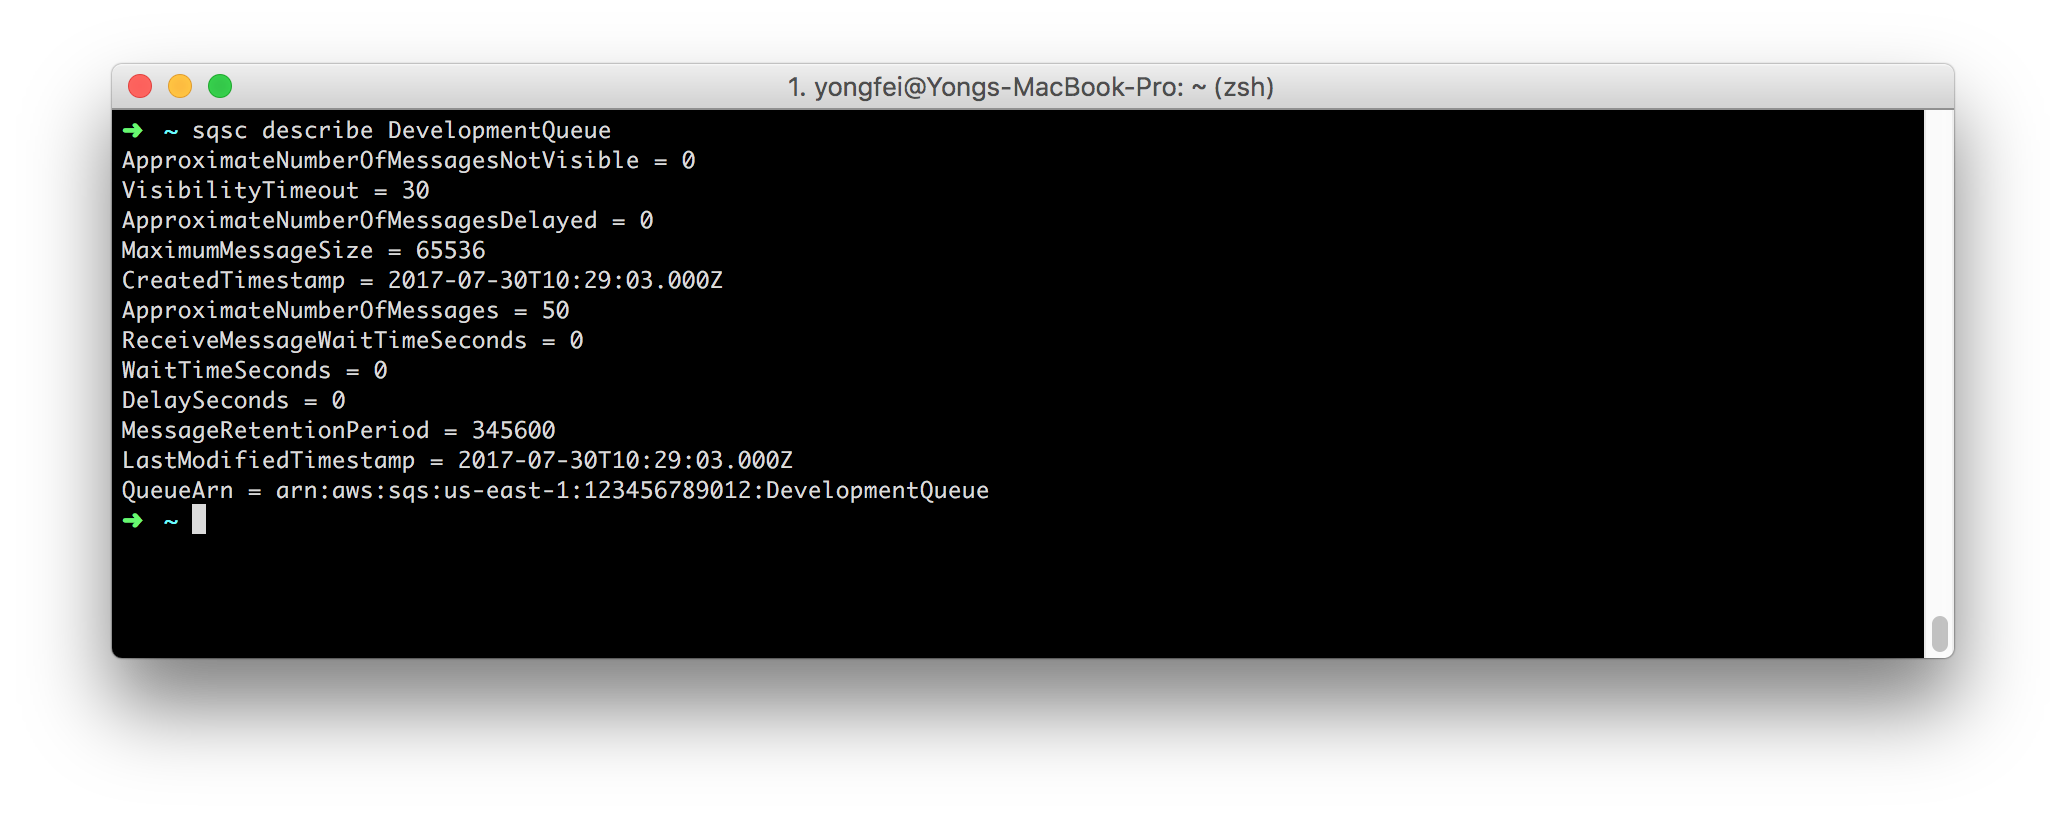 1. yongfei@Yongs-MacBook-Pro: ~ (zsh)
➜ ~ sqsc describe DevelopmentQueue
ApproximateNumberOfMessagesNotVisible = 0
VisibilityTimeout = 30
ApproximateNumberOfMessagesDelayed = 0
MaximumMessageSize = 65536
CreatedTimestamp = 2017-07-30T10:29:03.000Z
ApproximateNumberOfMessages = 50
ReceiveMessageWaitTimeSeconds = 0
WaitTimeSeconds = 0
DelaySeconds = 0
MessageRetentionPeriod = 345600
LastModifiedTimestamp = 2017-07-30T10:29:03.000Z
QueueArn = arn:aws:sqs:us-east-1:123456789012:DevelopmentQueue
➜ ~